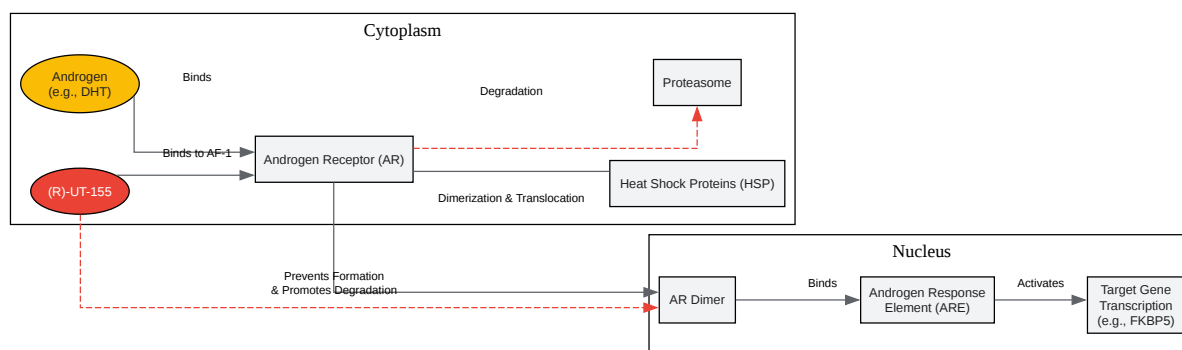 Cytoplasm
Androgen
(e.g., DHT)
Binds
Degradation
Proteasome
Binds to AF-1
Androgen Receptor (AR)
(R)-UT-155
Heat Shock Proteins (HSP)
Dimerization & Translocation
Nucleus
Prevents Formation
& Promotes Degradation
AR Dimer
Binds
Androgen Response
Element (ARE)
Activates
Target Gene
Transcription
(e.g., FKBP5)